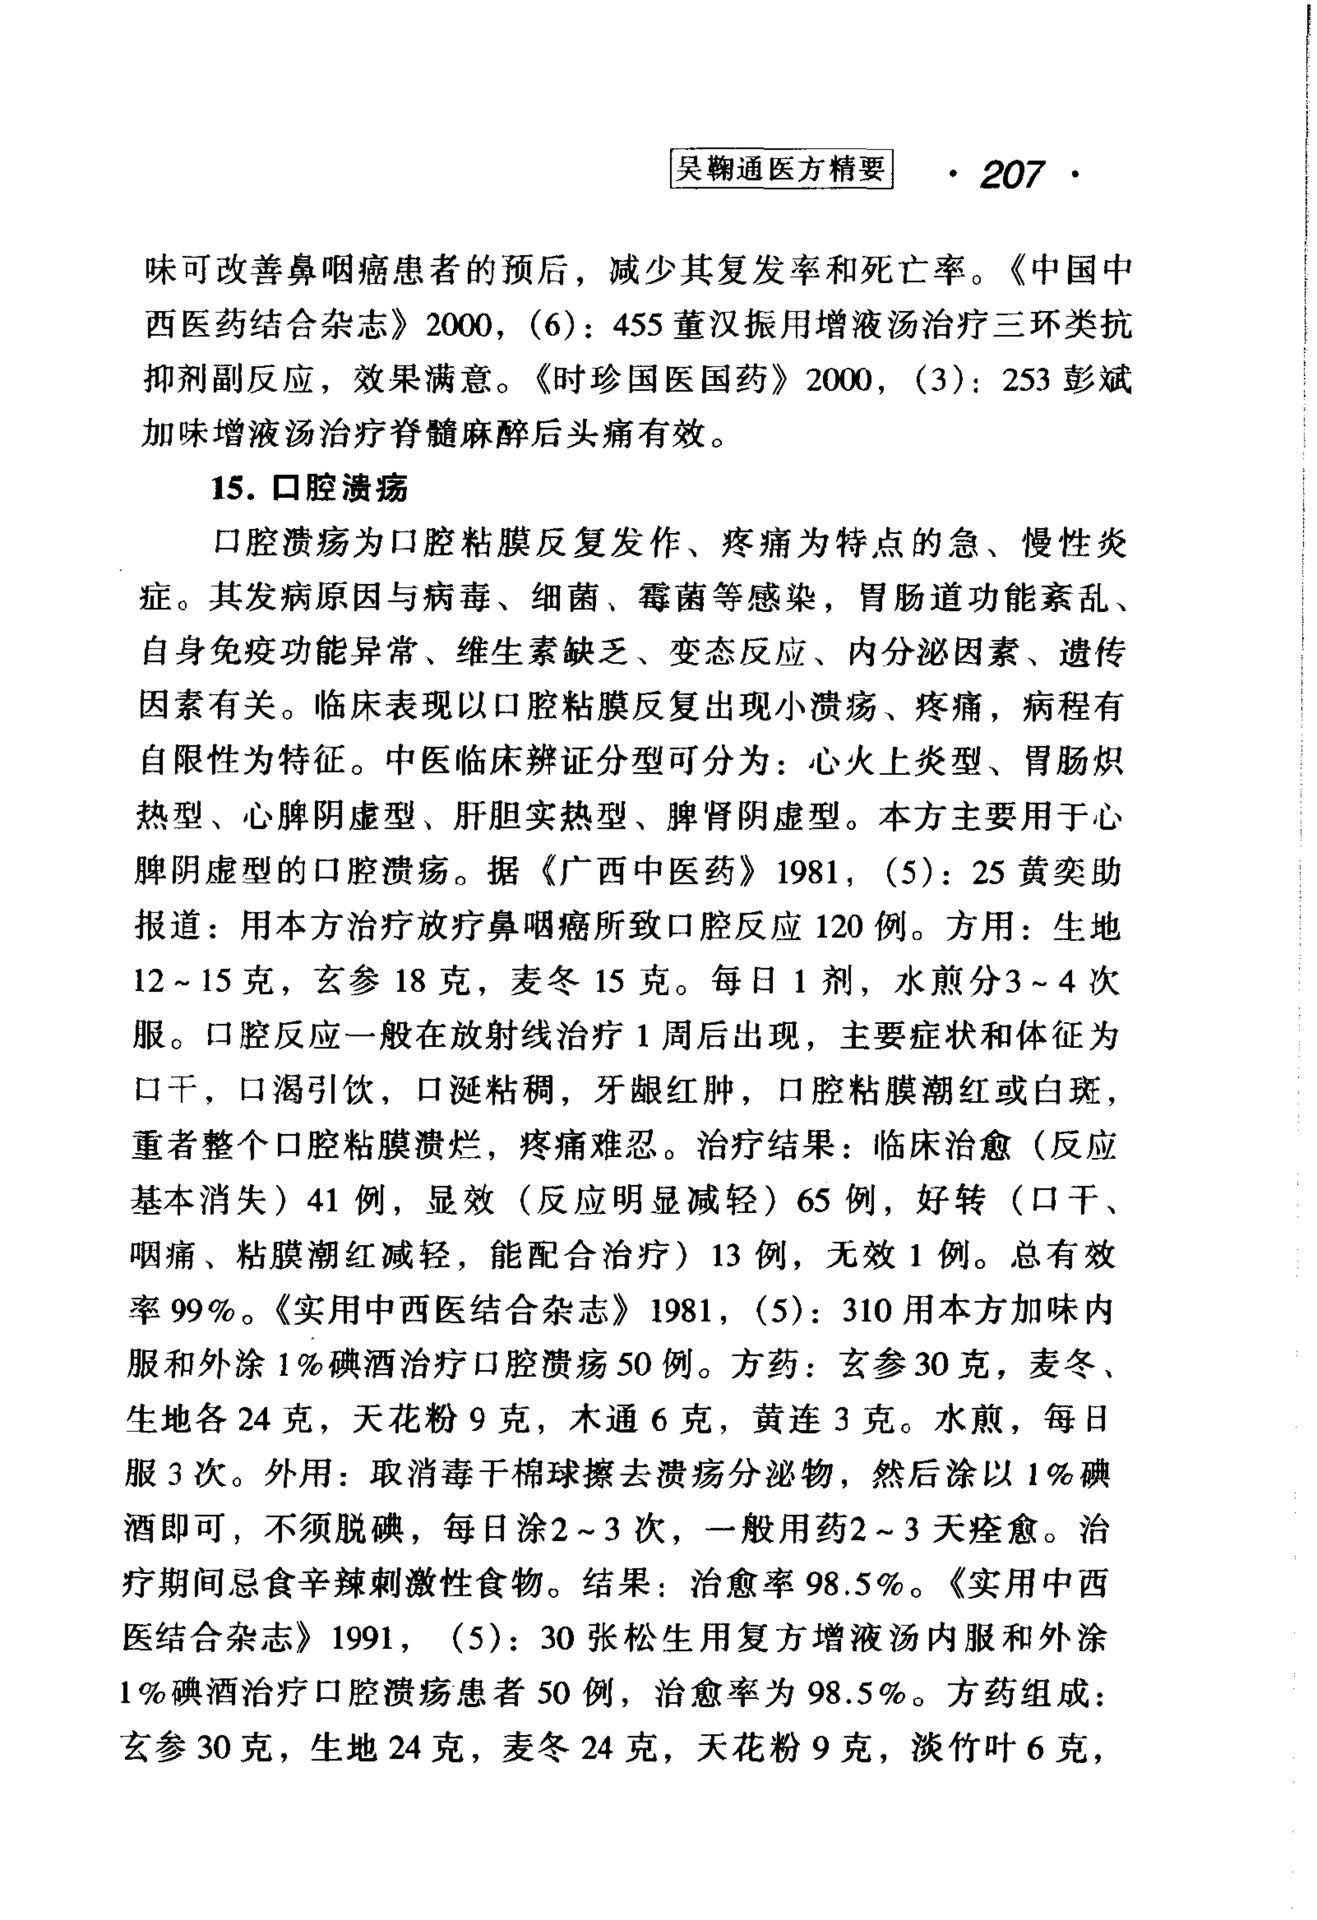 吴鞠通医方精要 · 207 ·
味可改善鼻咽癌患者的预后，减少其复发率和死亡率。《中国中
西医药结合杂志》2000，（6）：455 董汉振用增液汤治疗三环类抗
抑剂副反应，效果满意。《时珍国医国药》2000，（3）：253 彭斌
加味增液汤治疗脊髓麻醉后头痛有效。
15. 口腔溃疡
口腔溃疡为口腔粘膜反复发作、疼痛为特点的急、慢性炎
症。其发病原因与病毒、细菌、霉菌等感染，胃肠道功能紊乱、
自身免疫功能异常、维生素缺乏、变态反应、内分泌因素、遗传
因素有关。临床表现以口腔粘膜反复出现小溃疡、疼痛，病程有
自限性为特征。中医临床辨证分型可分为：心火上炎型、胃肠炽
热型、心脾阴虚型、肝胆实热型、脾肾阴虚型。本方主要用于心
脾阴虚型的口腔溃疡。据《广西中医药》1981，（5）：25 黄奕助
报道：用本方治疗放疗鼻咽癌所致口腔反应 120 例。方用：生地
12～15 克，玄参 18 克，麦冬 15 克。每日 1 剂，水煎分3～4 次
服。口腔反应一般在放射线治疗 1 周后出现，主要症状和体征为
口干，口渴引饮，口涎粘稠，牙龈红肿，口腔粘膜潮红或白斑，
重者整个口腔粘膜溃烂，疼痛难忍。治疗结果：临床治愈（反应
基本消失）41 例，显效（反应明显减轻）65 例，好转（口干、
咽痛、粘膜潮红减轻，能配合治疗）13 例，无效 1 例。总有效
率 99%。《实用中西医结合杂志》1981，（5）：310 用本方加味内
服和外涂 1%碘酒治疗口腔溃疡 50 例。方药：玄参 30 克，麦冬、
生地各 24 克，天花粉 9 克，木通 6 克，黄连 3 克。水煎，每日
服 3 次。外用：取消毒干棉球擦去溃疡分泌物，然后涂以 1%碘
酒即可，不须脱碘，每日涂2～3 次，一般用药2～3 天痊愈。治
疗期间忌食辛辣刺激性食物。结果：治愈率 98.5%。《实用中西
医结合杂志》1991，（5）：30 张松生用复方增液汤内服和外涂
1%碘酒治疗口腔溃疡患者 50 例，治愈率为 98.5%。方药组成：
玄参 30 克，生地 24 克，麦冬 24 克，天花粉 9 克，淡竹叶 6 克，